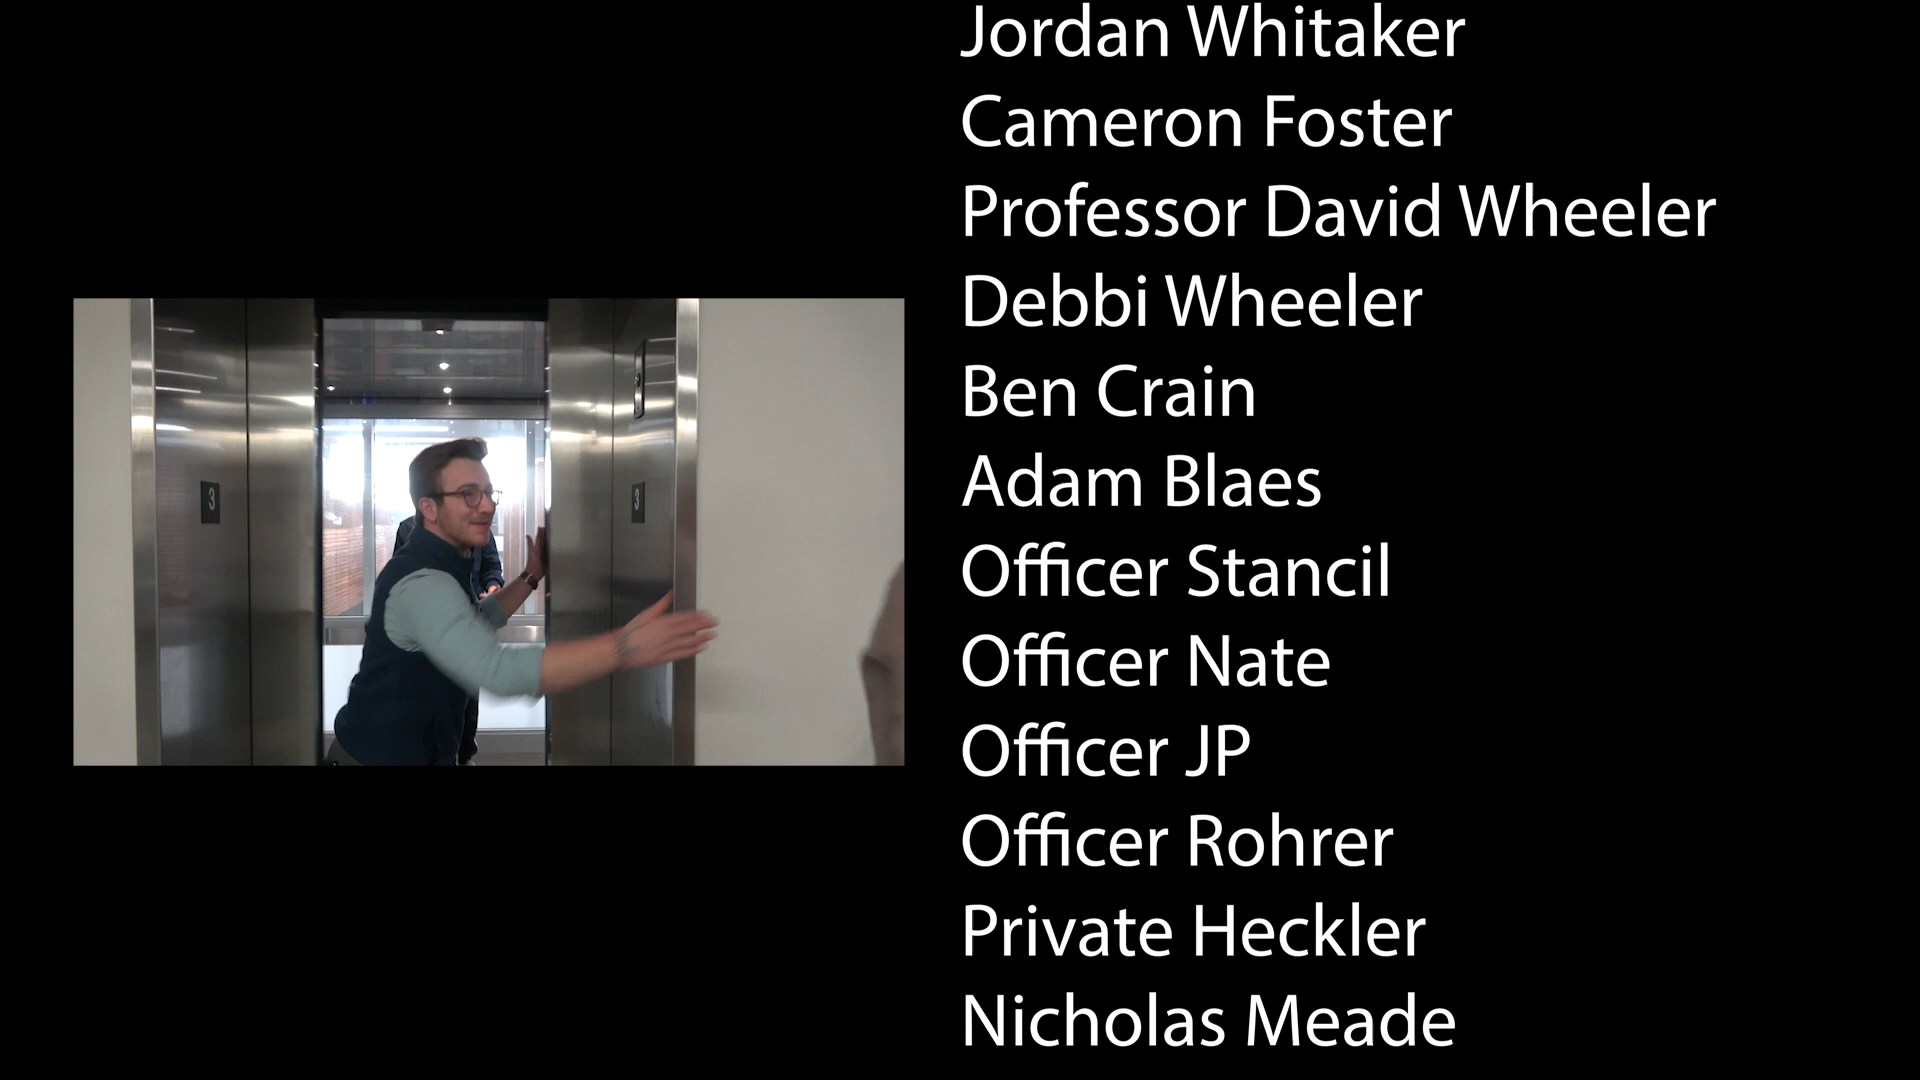 Jordan Whitaker
Cameron Foster
Professor David Wheeler
Debbi Wheeler
Ben Crain
Adam Blaes
Officer Stancil
Officer Nate
Officer JP
Officer Rohrer
Private Heckler
Nicholas Meade
3
3